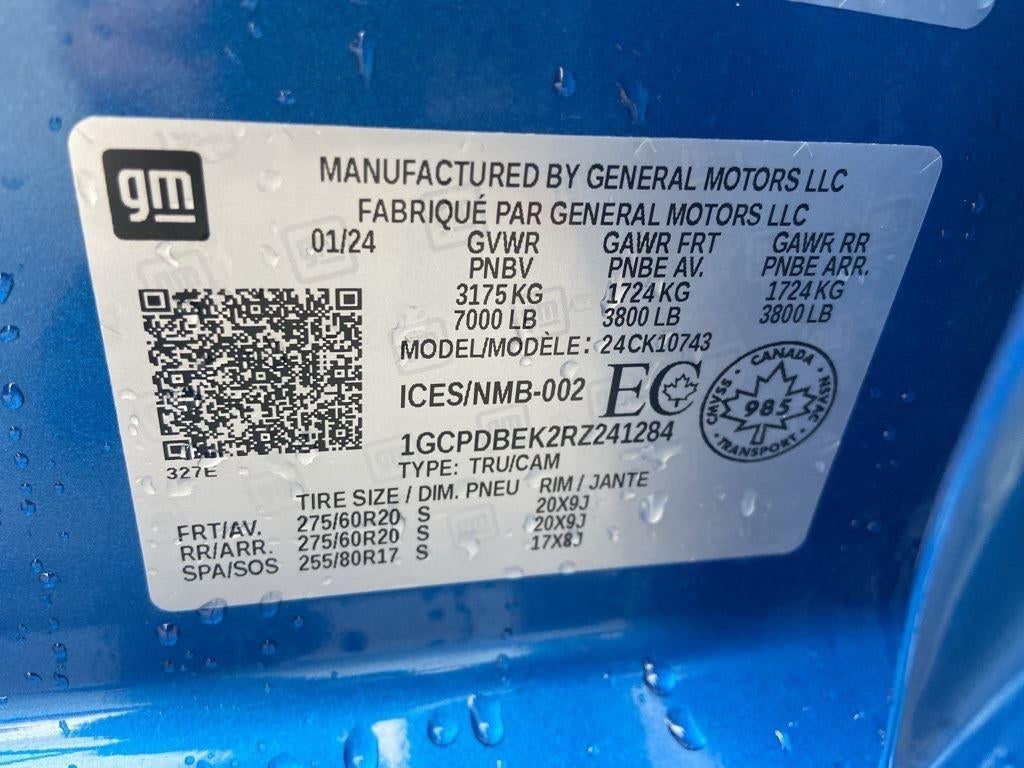 gm
MANUFACTURED BY GENERAL MOTORS LLC
FABRIQUÉ PAR GENERAL MOTORS LLC
01/24 GVWR GAWR FRT GAWR RR
PNBV PNBE AV. PNBE ARR.
3175 KG 1724 KG 1724 KG
7000 LB 3800 LB 3800 LB
MODEL/MODÈLE: 24CK10743
ICES/NMB-002 EC
CANADA
CMVSS NSVAC
985
TRANSPORT
1GCPDBEK2RZ241284
327E
TYPE: TRU/CAM
TIRE SIZE / DIM. PNEU RIM / JANTE
FRT/AV. 275/60R20 S 20X9J
RR/ARR. 275/60R20 S 20X9J
SPA/SOS 255/80R17 S 17X8J